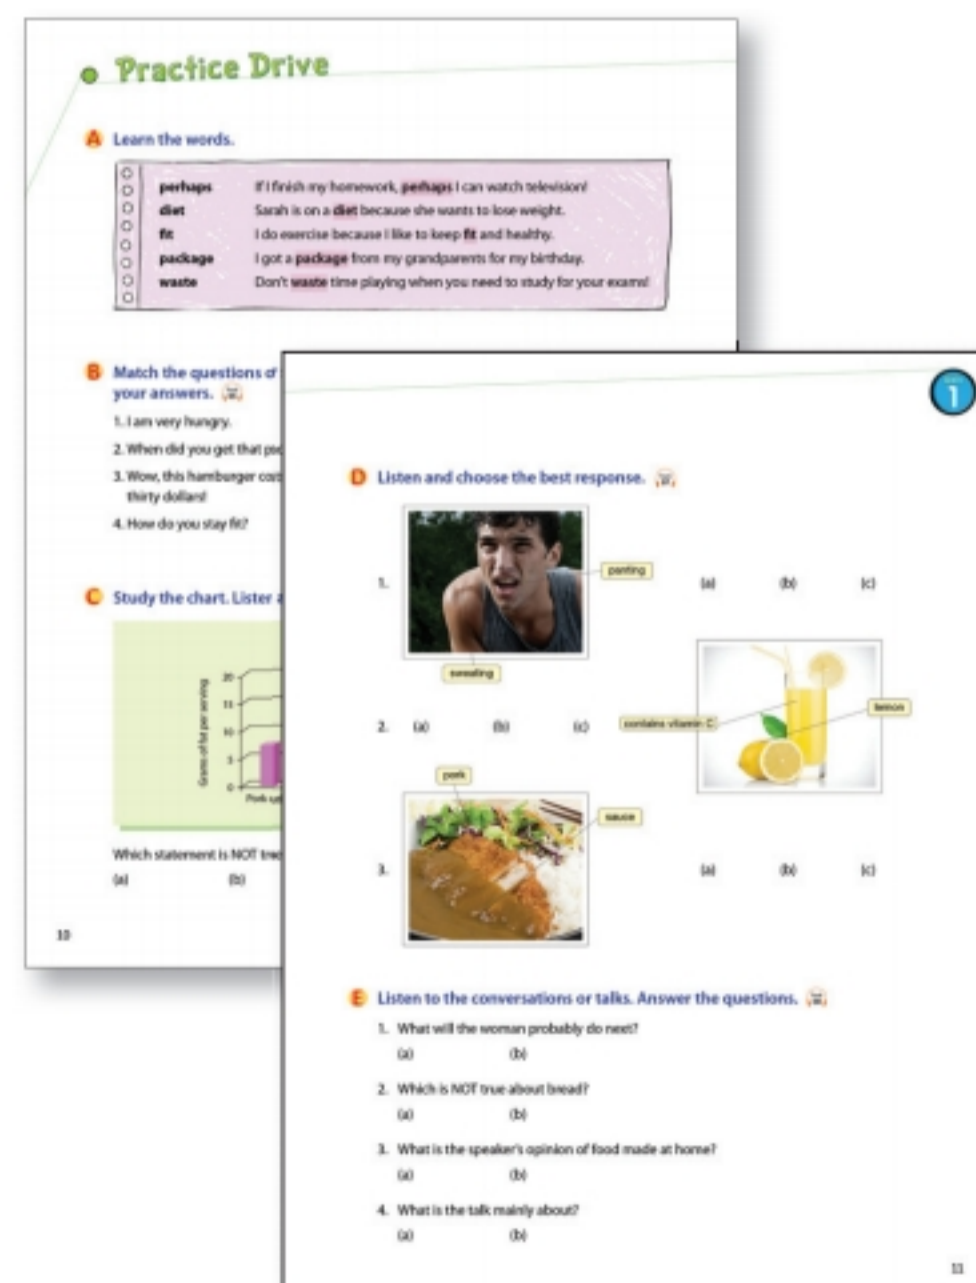 Practice Drive
A Learn the words.
perhaps If I finish my homework, perhaps I can watch television!
diet Sarah is on a diet because she wants to lose weight.
fit I do exercise because I like to keep fit and healthy.
package I got a package from my grandparents for my birthday.
waste Don't waste time playing when you need to study for your exams!
B Match the questions or
your answers.
1. I am very hungry.
2. When did you get that
3. Wow, this hamburger
thirty dollars!
4. How do you stay fit?
C Study the chart. Listen
Grams of fat per serving
20
15
10
5
0
Pork
Which statement is NOT true
(a) (b)
10
1
D Listen and choose the best response.
1. panting (a) (b) (c)
sweating
2. (a) (b) (c) contains vitamin C lemon
pork
sauce
3. (a) (b) (c)
E Listen to the conversations or talks. Answer the questions.
1. What will the woman probably do next?
(a) (b)
2. Which is NOT true about bread?
(a) (b)
3. What is the speaker's opinion of food made at home?
(a) (b)
4. What is the talk mainly about?
(a) (b)
11